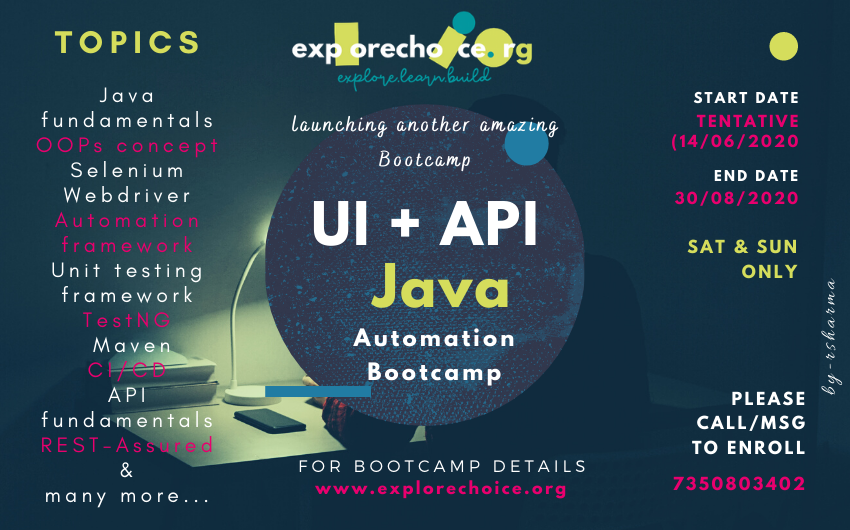 TOPICS
Java
fundamentals
OOPs concept
Selenium
Webdriver
Automation
framework
Unit testing
framework
TestNG
Maven
CI/CD
API
fundamentals
REST-Assured
&
many more...
explorechoice.org
explore.learn.build
launching another amazing
Bootcamp
UI + API
Java
Automation
Bootcamp
FOR BOOTCAMP DETAILS
www.explorechoice.org
START DATE
TENTATIVE
(14/06/2020
END DATE
30/08/2020
SAT & SUN
ONLY
PLEASE
CALL/MSG
TO ENROLL
7350803402
by-rsharma